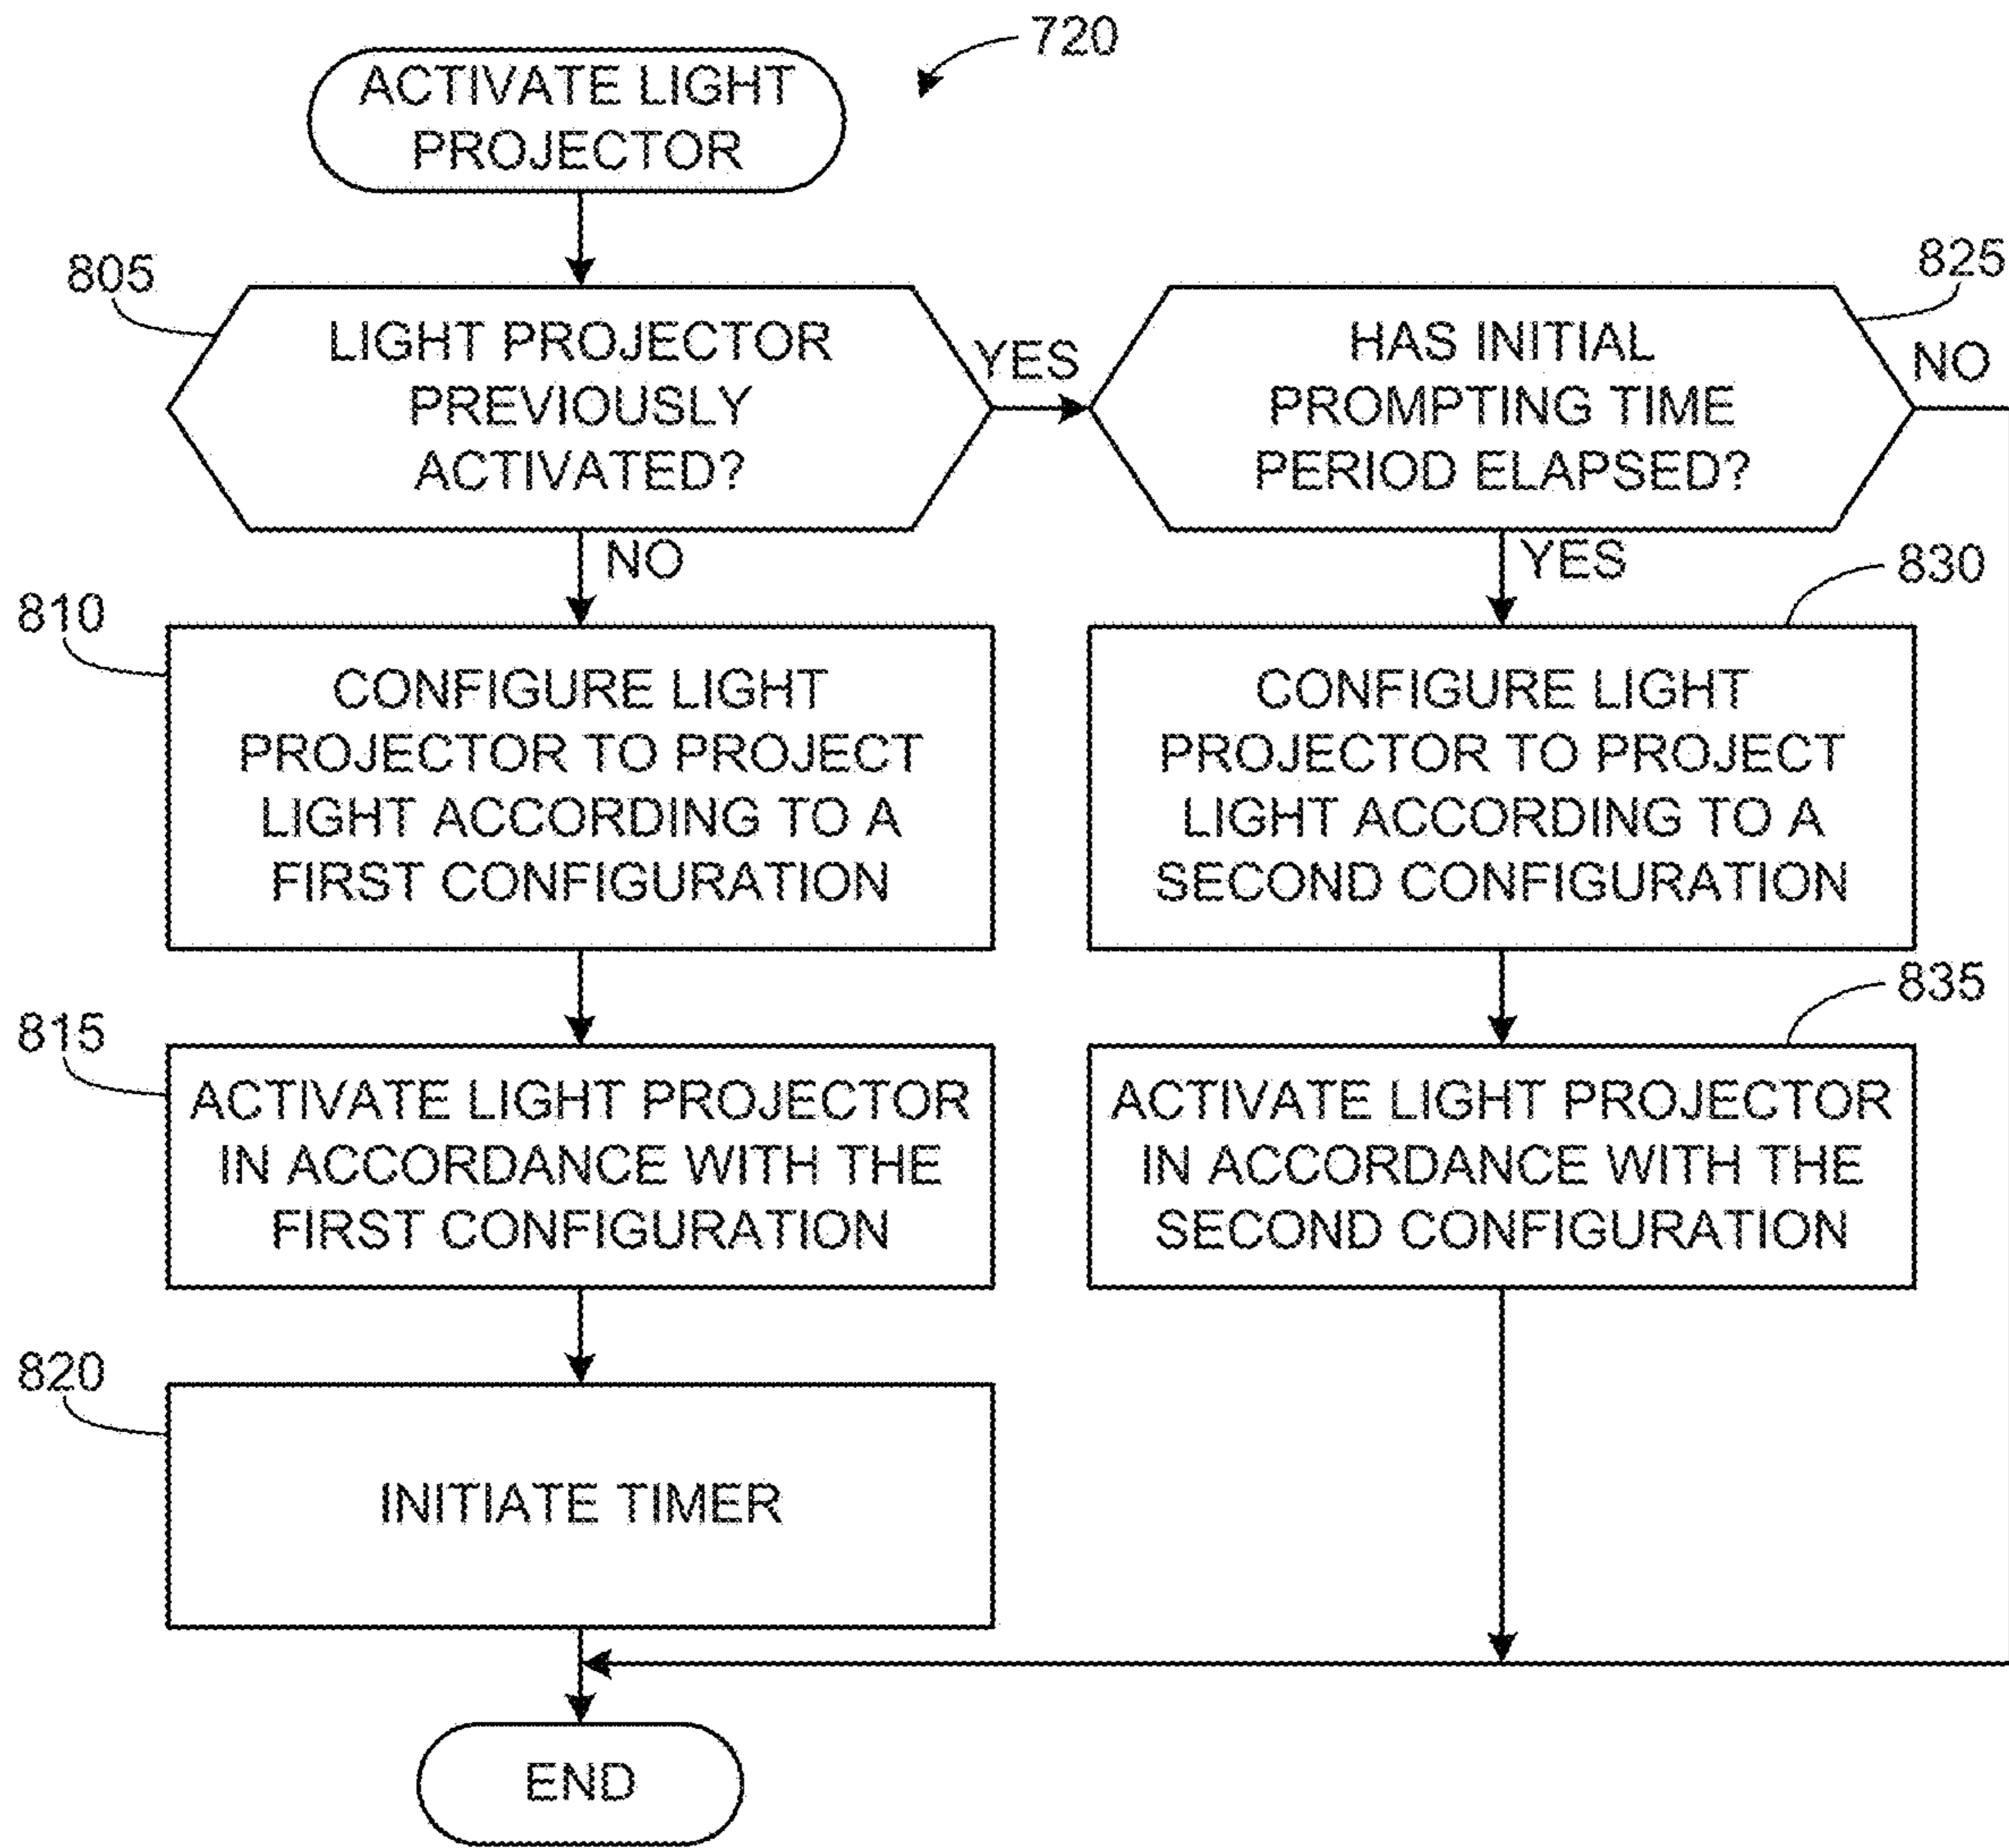 720
ACTIVATE LIGHT
PROJECTOR
805
LIGHT PROJECTOR
PREVIOUSLY
ACTIVATED?
YES
NO
825
HAS INITIAL
PROMPTING TIME
PERIOD ELAPSED?
NO
YES
810
CONFIGURE LIGHT
PROJECTOR TO PROJECT
LIGHT ACCORDING TO A
FIRST CONFIGURATION
830
CONFIGURE LIGHT
PROJECTOR TO PROJECT
LIGHT ACCORDING TO A
SECOND CONFIGURATION
815
ACTIVATE LIGHT PROJECTOR
IN ACCORDANCE WITH THE
FIRST CONFIGURATION
835
ACTIVATE LIGHT PROJECTOR
IN ACCORDANCE WITH THE
SECOND CONFIGURATION
820
INITIATE TIMER
END